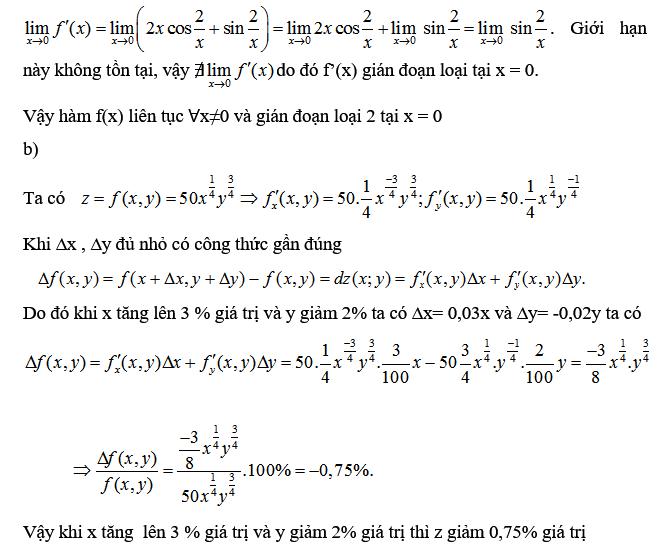 lim_{x→0} f′(x) = lim_{x→0} (2x cos 2/x + sin 2/x) = lim_{x→0} 2x cos 2/x + lim_{x→0} sin 2/x = lim_{x→0} sin 2/x . Giới hạn
này không tồn tại, vậy ∄ lim_{x→0} f′(x) do đó f’(x) gián đoạn loại tại x = 0.
Vậy hàm f(x) liên tục ∀x≠0 và gián đoạn loại 2 tại x = 0
b)
Ta có z = f(x,y) = 50x^{1/4}y^{3/4} ⇒ f′_x(x,y) = 50.1/4 x^{-3/4}y^{3/4}; f′_y(x,y) = 50.1/4 x^{1/4}y^{-1/4}
Khi Δx , Δy đủ nhỏ có công thức gần đúng
Δf(x,y) = f(x + Δx, y + Δy) − f(x,y) = dz(x;y) = f′_x(x,y)Δx + f′_y(x,y)Δy.
Do đó khi x tăng lên 3 % giá trị và y giảm 2% ta có Δx= 0,03x và Δy= -0,02y ta có
Δf(x,y) = f′_x(x,y)Δx + f′_y(x,y)Δy = 50.1/4 x^{-3/4}y^{3/4}.3/100 x − 50 3/4 x^{1/4}.y^{-1/4}.2/100 y = -3/8 x^{1/4}.y^{3/4}
⇒ Δf(x,y)/f(x,y) = (-3/8 x^{1/4}y^{3/4})/(50x^{1/4}y^{3/4}).100% = −0,75%.
Vậy khi x tăng lên 3 % giá trị và y giảm 2% giá trị thì z giảm 0,75% giá trị